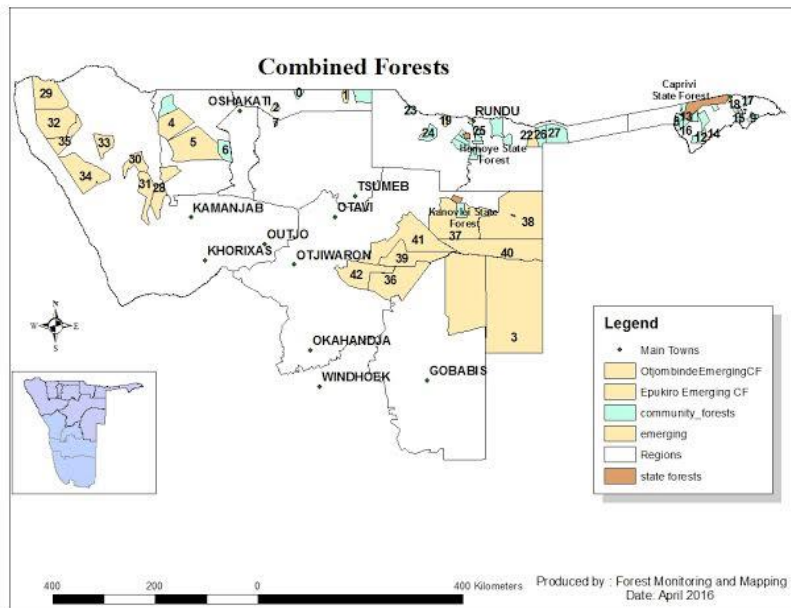 Combined Forests
Caprivi
State Forest
29
OSHAKATI
0
1
2
23
19
RUNDU
18
17
13
15
9
16
12
14
4
32
35
33
5
6
7
24
25
22
26
27
State
Forest
30
34
31
28
TSUMEB
KAMANJAB
OTAVI
Kanovlei State
Forest
38
37
41
OUTJO
KHORIXAS
OTJIWARON
39
40
42
36
3
OKAHANDJA
WINDHOEK
GOBABIS
N
W
E
S
Legend
Main Towns
OtjombindeEmergingCF
Epukiro Emerging CF
community_forests
emerging
Regions
state forests
400
200
0
400 Kilometers
Produced by : Forest Monitoring and Mapping
Date: April 2016